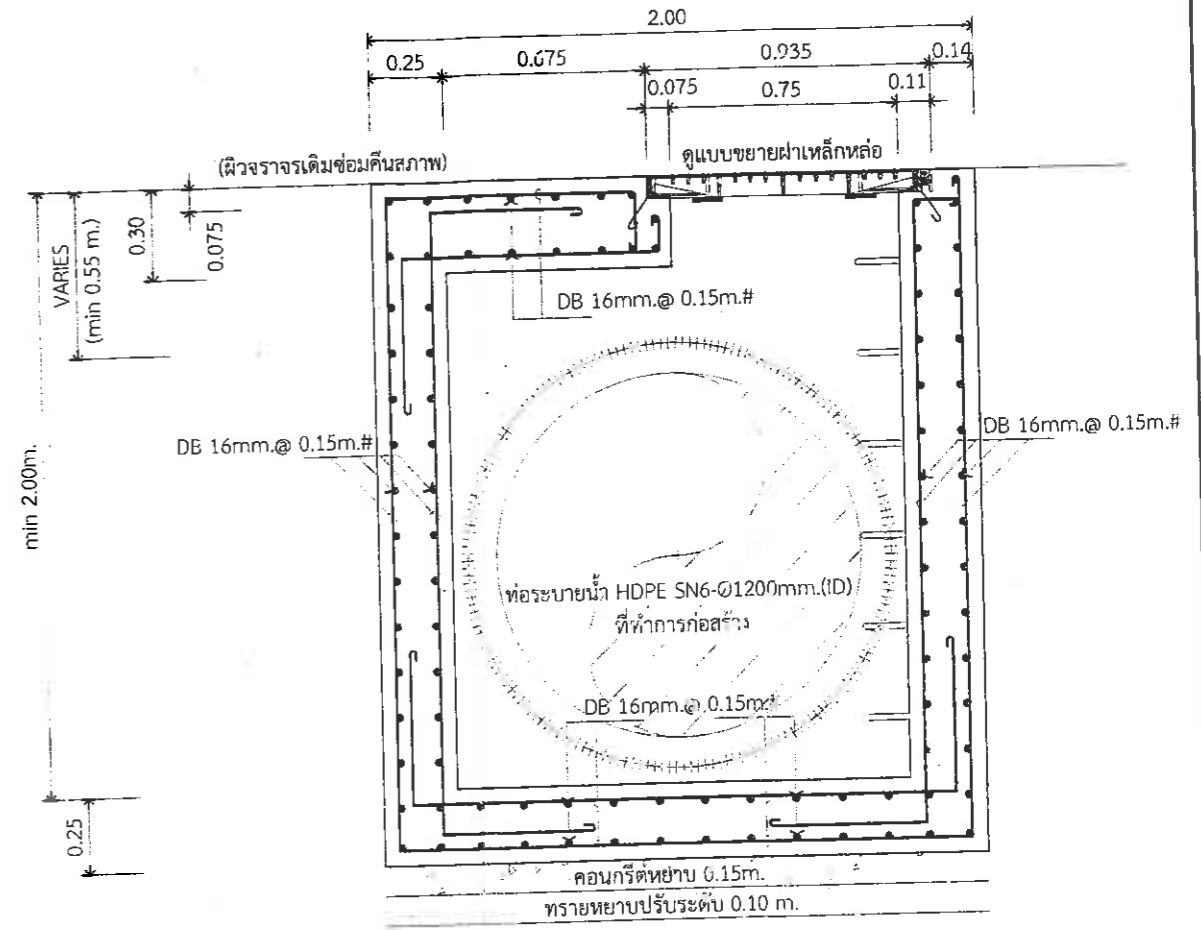 2.00
0.25
0.675
0.935
0.14
0.075
0.75
0.11
(ผิวจราจรเดิมซ่อมคืนสภาพ)
ดูแบบขยายฝาเหล็กหล่อ
VARIES
(min 0.55 m.)
0.30
0.075
DB 16mm.@ 0.15m.#
DB 16mm.@ 0.15m.#
DB 16mm.@ 0.15m.#
min 2.00m.
ท่อระบายน้ำ HDPE SN6-Ø1200mm.(ID)
ที่ทำการก่อสร้าง
DB 16mm.@ 0.15m.#
0.25
คอนกรีตหยาบ 0.15m.
ทรายหยาบปรับระดับ 0.10 m.